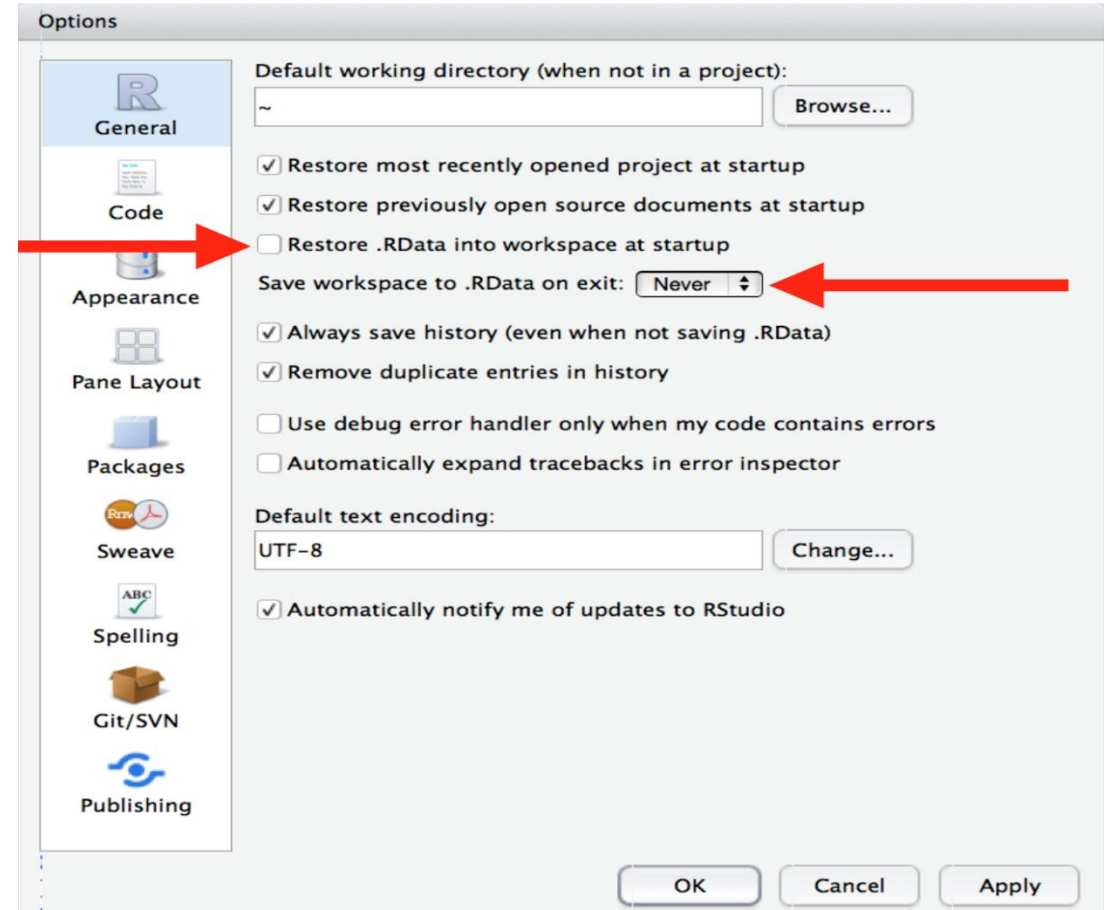 Options
General
Code
Appearance
Pane Layout
Packages
Sweave
ABC
Spelling
Git/SVN
Publishing
Default working directory (when not in a project):
~
Browse...
Restore most recently opened project at startup
Restore previously open source documents at startup
Restore .RData into workspace at startup
Save workspace to .RData on exit: Never
Always save history (even when not saving .RData)
Remove duplicate entries in history
Use debug error handler only when my code contains errors
Automatically expand tracebacks in error inspector
Default text encoding:
UTF-8
Change...
Automatically notify me of updates to RStudio
OK
Cancel
Apply